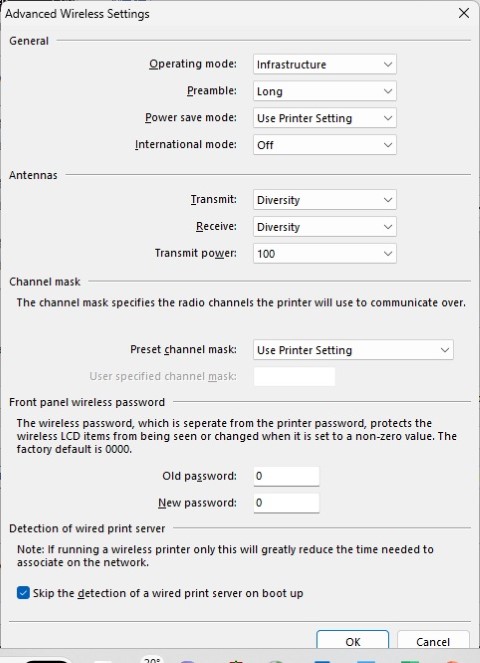 Advanced Wireless Settings
General
Operating mode: Infrastructure
Preamble: Long
Power save mode: Use Printer Setting
International mode: Off
Antennas
Transmit: Diversity
Receive: Diversity
Transmit power: 100
Channel mask
The channel mask specifies the radio channels the printer will use to communicate over.
Preset channel mask: Use Printer Setting
User specified channel mask:
Front panel wireless password
The wireless password, which is seperate from the printer password, protects the
wireless LCD items from being seen or changed when it is set to a non-zero value. The
factory default is 0000.
Old password: 0
New password: 0
Detection of wired print server
Note: If running a wireless printer only this will greatly reduce the time needed to
associate on the network.
Skip the detection of a wired print server on boot up
OK Cancel
20°